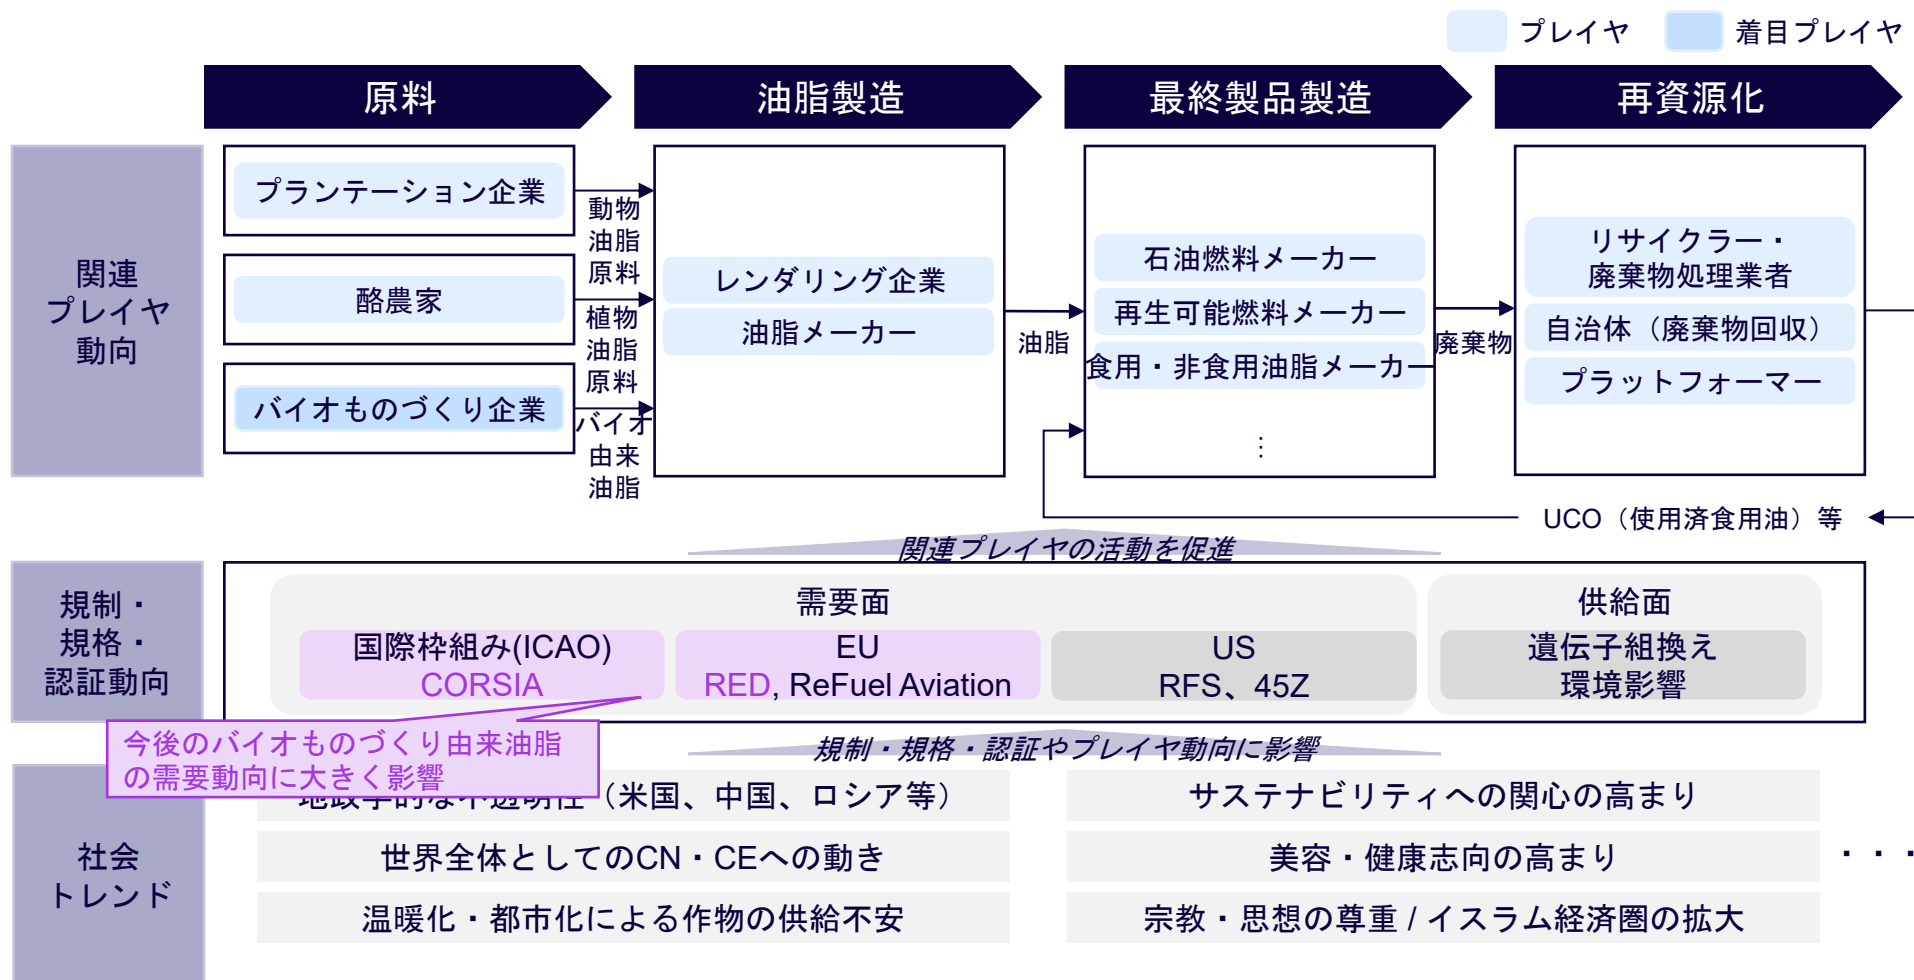 プレイヤ
着目プレイヤ
原料
油脂製造
最終製品製造
再資源化
関連
プレイヤ
動向
プランテーション企業
酪農家
バイオものづくり企業
動物
油脂
原料
植物
油脂
原料
バイオ
由来
油脂
レンダリング企業
油脂メーカー
油脂
石油燃料メーカー
再生可能燃料メーカー
食用・非食用油脂メーカー
⋮
廃棄物
リサイクラー・
廃棄物処理業者
自治体（廃棄物回収）
プラットフォーマー
UCO（使用済食用油）等
関連プレイヤの活動を促進
規制・
規格・
認証動向
需要面
国際枠組み(ICAO)
CORSIA
EU
RED, ReFuel Aviation
US
RFS、45Z
供給面
遺伝子組換え
環境影響
今後のバイオものづくり由来油脂
の需要動向に大きく影響
規制・規格・認証やプレイヤ動向に影響
社会
トレンド
地政学的な不透明性（米国、中国、ロシア等）
世界全体としてのCN・CEへの動き
温暖化・都市化による作物の供給不安
サステナビリティへの関心の高まり
美容・健康志向の高まり
宗教・思想の尊重 / イスラム経済圏の拡大
・・・